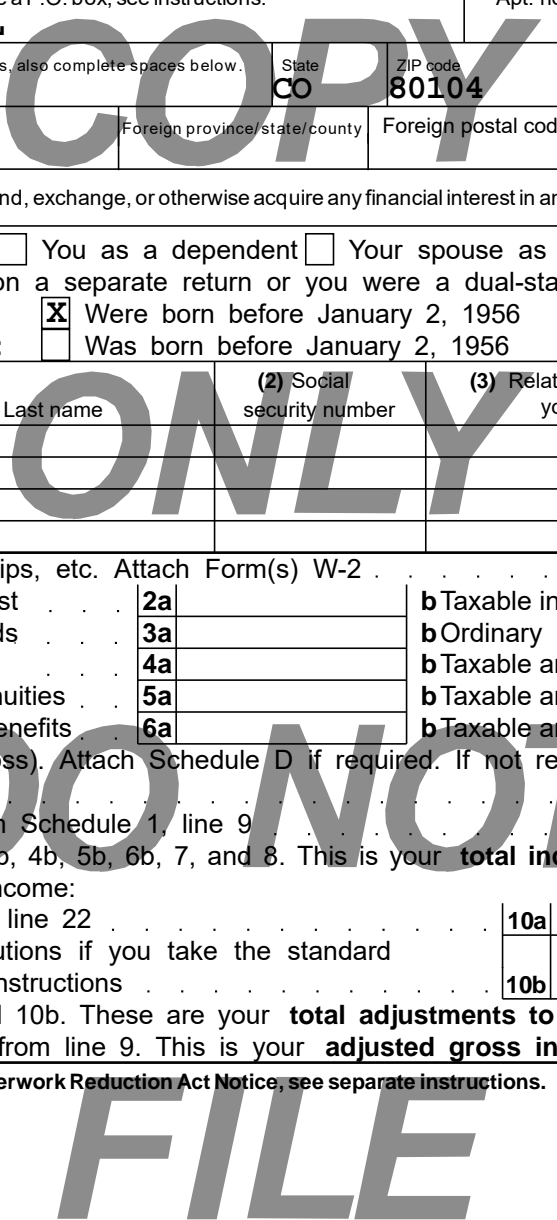 a P.O. box, see instructions. Apt. no
s, also complete spaces below. State ZIP code
CO 80104
COPY
Foreign province/state/county Foreign postal cod
nd, exchange, or otherwise acquire any financial interest in
You as a dependent Your spouse as
on a separate return or you were a dual-sta
X Were born before January 2, 1956
: Was born before January 2, 1956
(2) Social (3) Relat
Last name security number yo
ONLY
ips, etc. Attach Form(s) W-2 . . . . .
st . . . 2a b Taxable in
ds . . . 3a b Ordinary
. . . 4a b Taxable a
nuities . . 5a b Taxable a
enefits . . 6a b Taxable a
oss). Attach Schedule D if required. If not re
DO NOT
n Schedule 1, line 9 . . . . . . . . .
b, 4b, 5b, 6b, 7, and 8. This is your total inc
ncome:
line 22 . . . . . . . . . . . . 10a
utions if you take the standard
nstructions . . . . . . . . . . . 10b
d 10b. These are your total adjustments to
from line 9. This is your adjusted gross in
erwork Reduction Act Notice, see separate instructions.
FILE